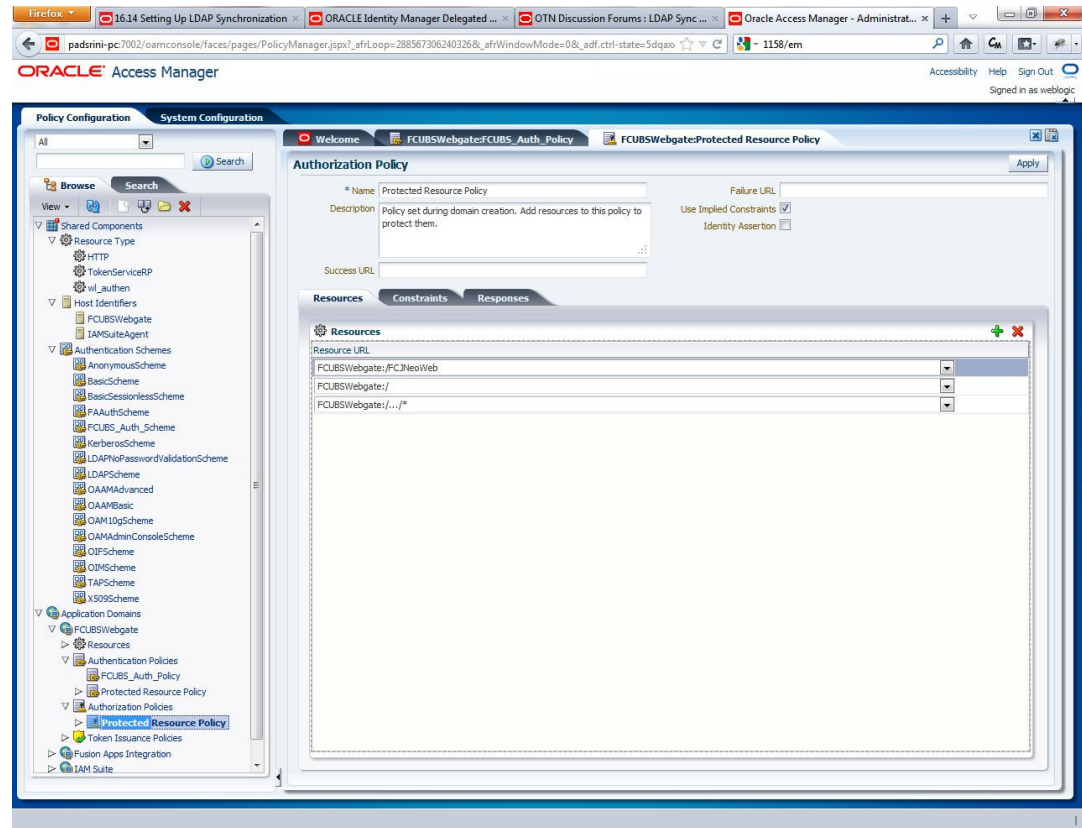 Firefox
16.14 Setting Up LDAP Synchronization
ORACLE Identity Manager Delegated ...
OTN Discussion Forums : LDAP Sync ...
Oracle Access Manager - Administrat...
padsrini-pc:7002/oamconsole/faces/pages/PolicyManager.jspx?_afrLoop=288567306240326&_afrWindowMode=0&_adf.ctrl-state=5dqaxo
1158/em
ORACLE Access Manager
Accessibility Help Sign Out
Signed in as weblogic
Policy Configuration System Configuration
All
Search
Browse Search
View
Shared Components
Resource Type
HTTP
TokenServiceRP
wl_authen
Host Identifiers
FCUBSWebgate
IAMSuiteAgent
Authentication Schemes
AnonymousScheme
BasicScheme
BasicSessionlessScheme
FAAuthScheme
FCUBS_Auth_Scheme
KerberosScheme
LDAPNoPasswordValidationScheme
LDAPScheme
OAAMAdvanced
OAAMBasic
OAM10gScheme
OAMAdminConsoleScheme
OIFScheme
OIMScheme
TAPScheme
X509Scheme
Application Domains
FCUBSWebgate
Resources
Authentication Policies
FCUBS_Auth_Policy
Protected Resource Policy
Authorization Policies
Protected Resource Policy
Token Issuance Policies
Fusion Apps Integration
IAM Suite
Welcome FCUBSWebgate:FCUBS_Auth_Policy FCUBSWebgate:Protected Resource Policy
Authorization Policy
Apply
* Name Protected Resource Policy
Description Policy set during domain creation. Add resources to this policy to
protect them.
Success URL
Failure URL
Use Implied Constraints
Identity Assertion
Resources Constraints Responses
Resources
Resource URL
FCUBSWebgate:/FCJNeoWeb
FCUBSWebgate:/
FCUBSWebgate:/.../*